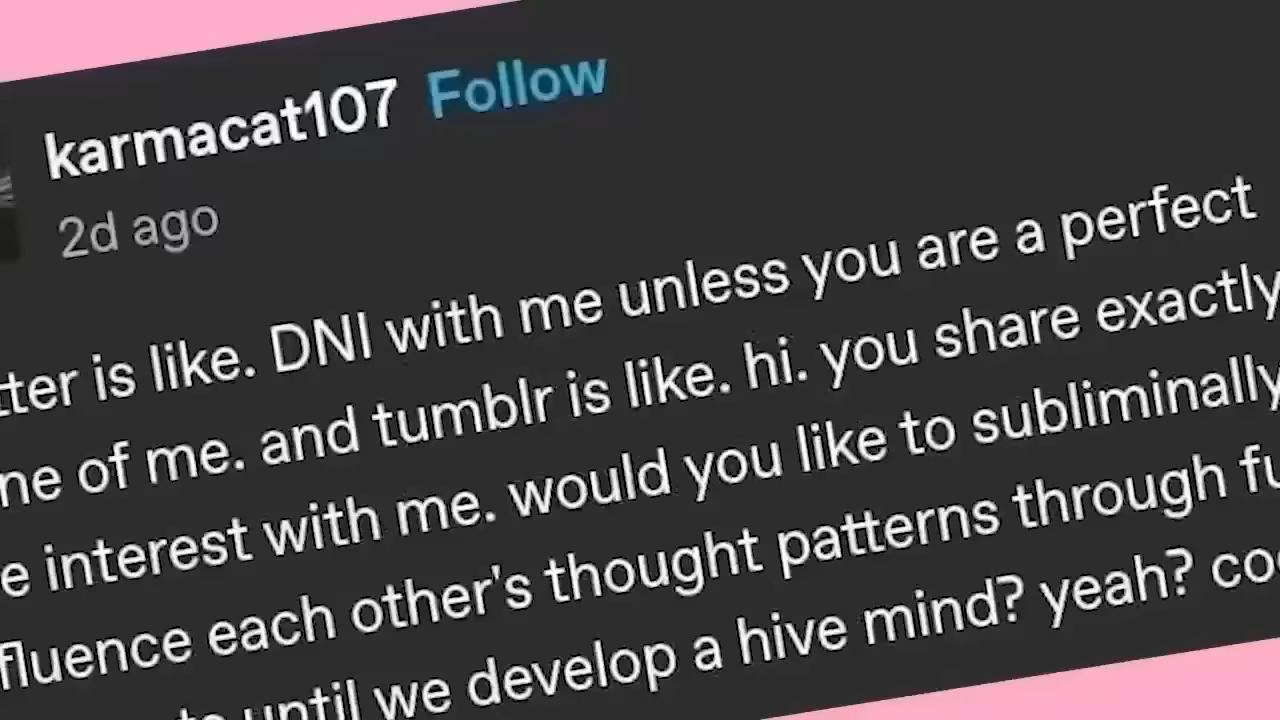 karmacat107 Follow
2d ago
tter is like. DNI with me unless you are a perfect
ne of me. and tumblr is like. hi. you share exactly
e interest with me. would you like to subliminally
fluence each other's thought patterns through fu
until we develop a hive mind? yeah? coo